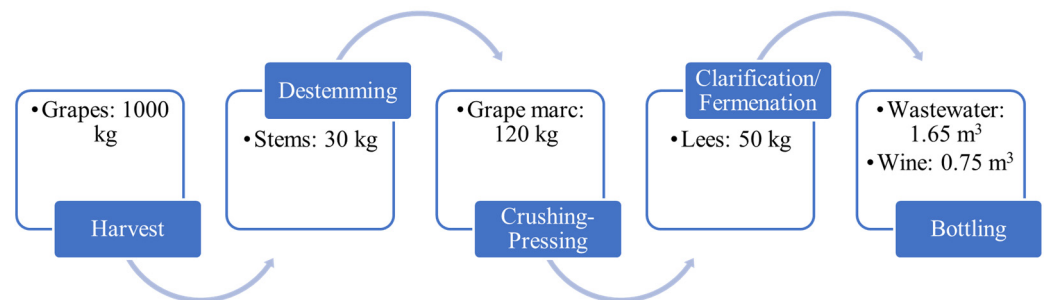 • Grapes: 1000
kg
Harvest
Destemming
• Stems: 30 kg
• Grape marc:
120 kg
Crushing-
Pressing
Clarification/
Fermenation
• Lees: 50 kg
• Wastewater:
1.65 m³
• Wine: 0.75 m³
Bottling